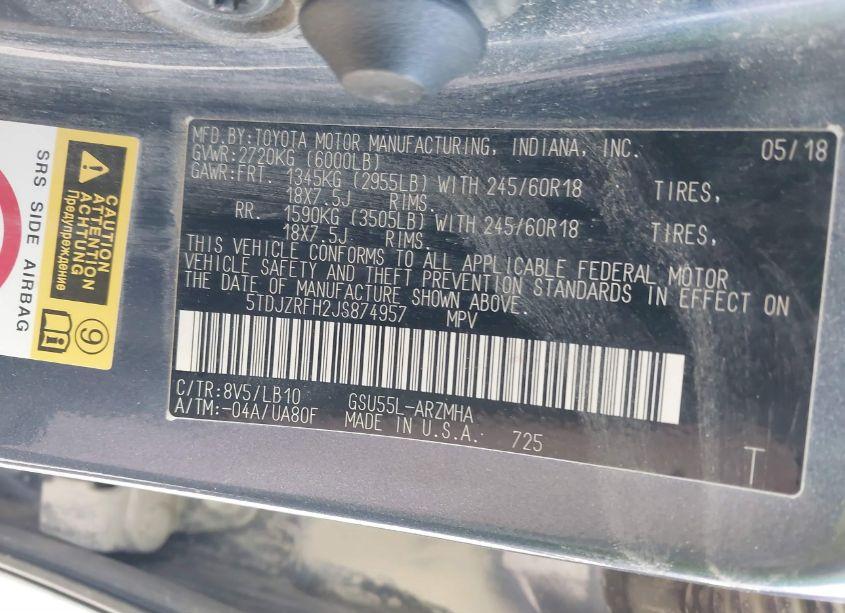 MFD.BY:TOYOTA MOTOR MANUFACTURING, INDIANA, INC. 05/18
GVWR:2720KG (6000LB)
GAWR:FRT. 1345KG (2955LB) WITH 245/60R18 TIRES,
18X7.5J RIMS.
RR. 1590KG (3505LB) WITH 245/60R18 TIRES,
18X7.5J RIMS.
THIS VEHICLE CONFORMS TO ALL APPLICABLE FEDERAL MOTOR
VEHICLE SAFETY AND THEFT PREVENTION STANDARDS IN EFFECT ON
THE DATE OF MANUFACTURE SHOWN ABOVE.
5TDJZRFH2JS874957 MPV
C/TR:8V5/LB10 GSU55L-ARZMHA
A/TM:-04A/UA80F MADE IN U.S.A. 725
T
CAUTION
ATTENTION
ACHTUNG
Предупреждение
SRS SIDE AIRBAG
9